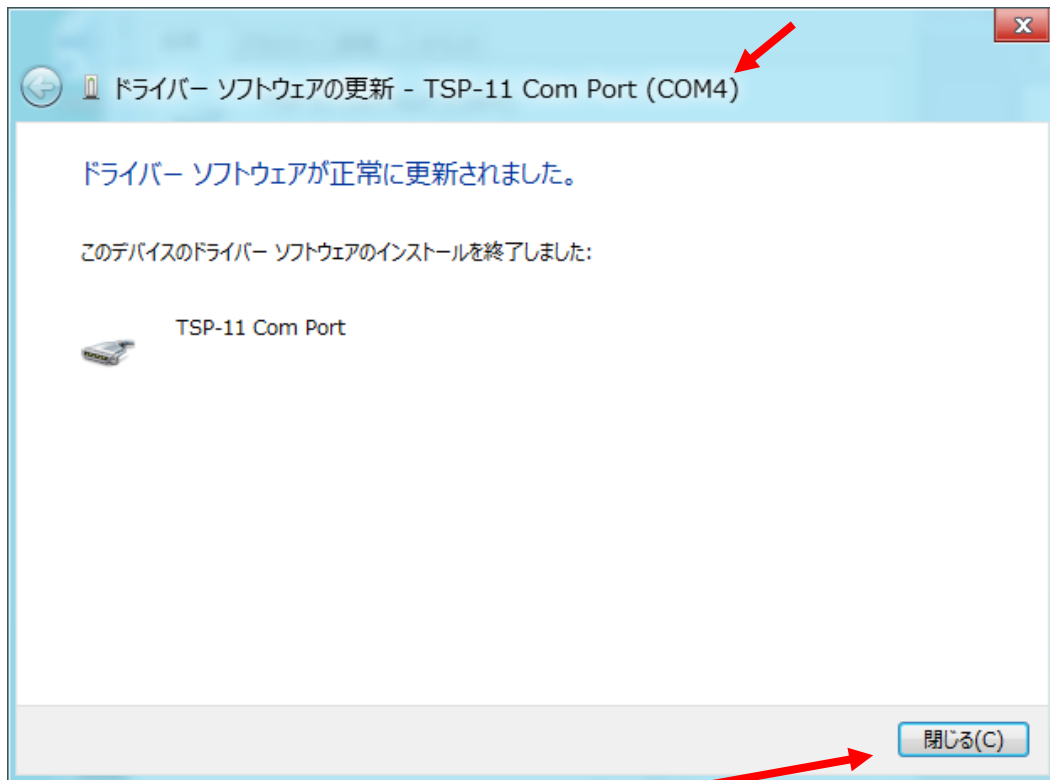 X
ドライバー ソフトウェアの更新 - TSP-11 Com Port (COM4)
ドライバー ソフトウェアが正常に更新されました。
このデバイスのドライバー ソフトウェアのインストールを終了しました:
TSP-11 Com Port
閉じる(C)